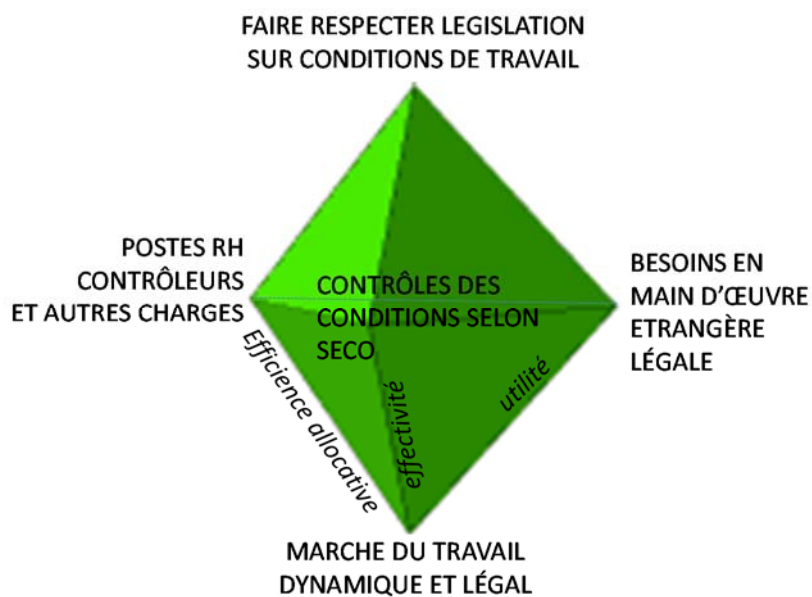 FAIRE RESPECTER LEGISLATION
SUR CONDITIONS DE TRAVAIL
POSTES RH
CONTRÔLEURS
ET AUTRES CHARGES
CONTRÔLES DES
CONDITIONS SELON
SECO
BESOINS EN
MAIN D'ŒUVRE
ETRANGÈRE
LÉGALE
Efficience allocative
effectivité
utilité
MARCHE DU TRAVAIL
DYNAMIQUE ET LÉGAL